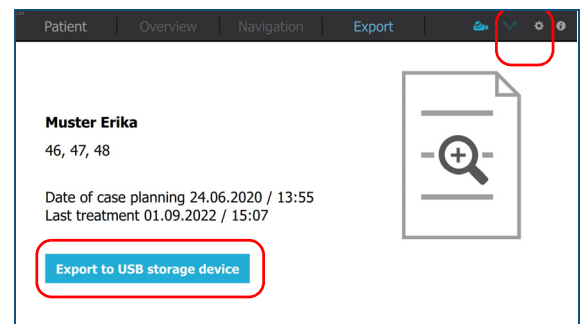 Patient Overview Navigation Export
Muster Erika
46, 47, 48
Date of case planning 24.06.2020 / 13:55
Last treatment 01.09.2022 / 15:07
Export to USB storage device